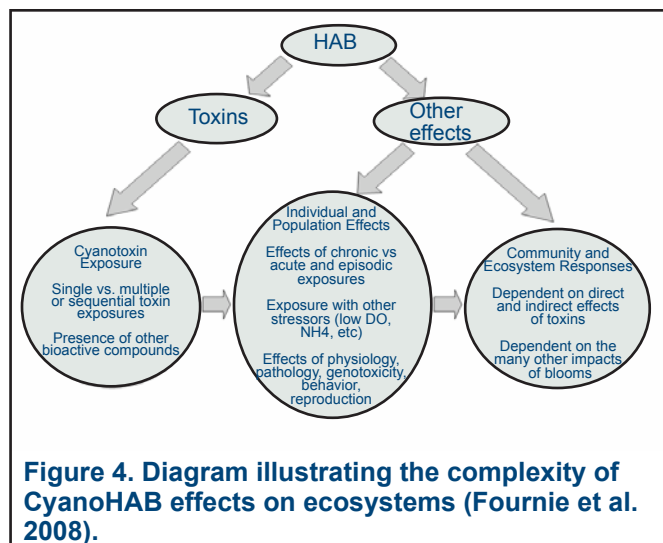 HAB
Toxins
Other
effects
Cyanotoxin
Exposure
Single vs. multiple
or sequential toxin
exposures
Presence of other
bioactive compounds
Individual and
Population Effects
Effects of chronic vs
acute and episodic
exposures
Exposure with other
stressors (low DO,
NH4, etc)
Effects of physiology,
pathology, genotoxicity,
behavior,
reproduction
Community and
Ecosystem Responses
Dependent on direct
and indirect effects
of toxins
Dependent on the
many other impacts
of blooms
Figure 4. Diagram illustrating the complexity of
CyanoHAB effects on ecosystems (Fournie et al.
2008).